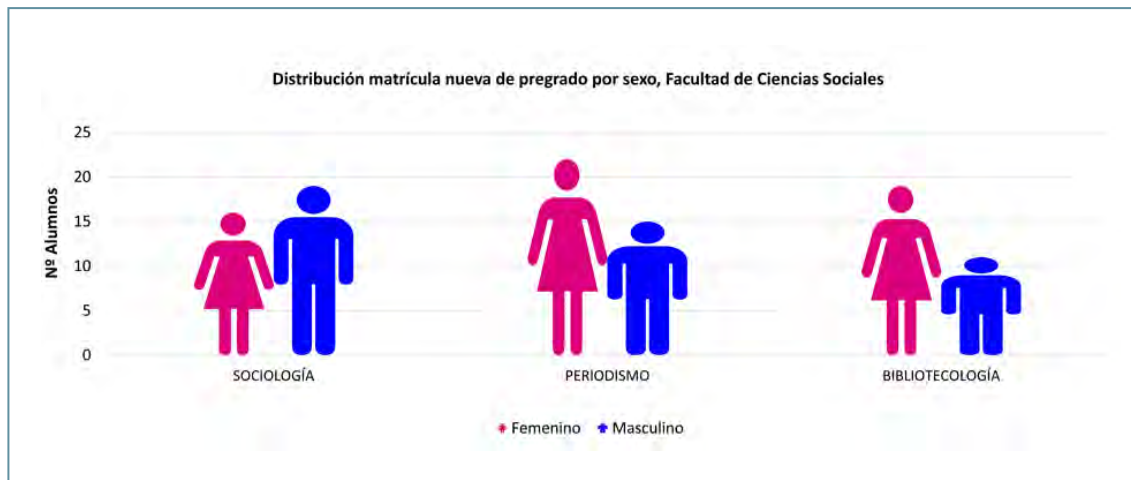 Distribución matrícula nueva de pregrado por sexo, Facultad de Ciencias Sociales
Nº Alumnos
25
20
15
10
5
0
SOCIOLOGÍA
PERIODISMO
BIBLIOTECOLOGÍA
Femenino
Masculino